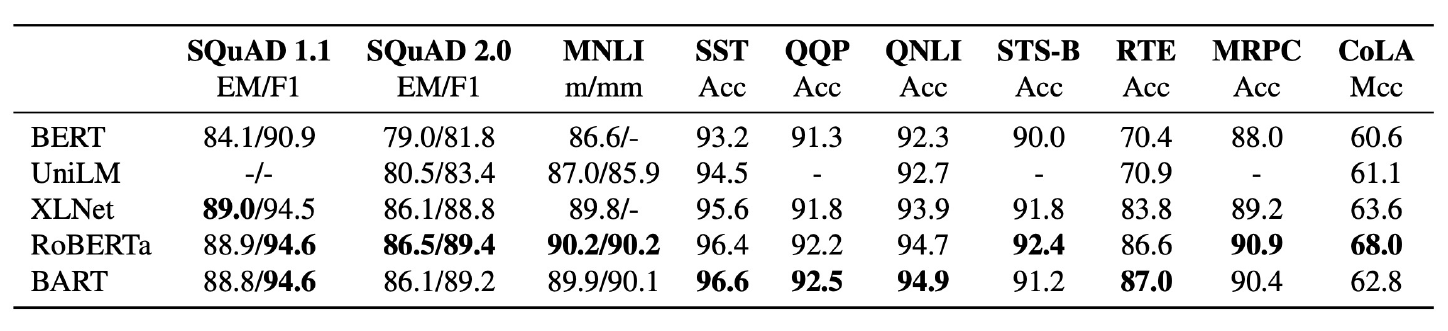 SQuAD 1.1 SQuAD 2.0 MNLI SST QQP QNLI STS-B RTE MRPC CoLA
EM/F1 EM/F1 m/mm Acc Acc Acc Acc Acc Acc Mcc
BERT 84.1/90.9 79.0/81.8 86.6/- 93.2 91.3 92.3 90.0 70.4 88.0 60.6
UniLM -/- 80.5/83.4 87.0/85.9 94.5 - 92.7 - 70.9 - 61.1
XLNet 89.0/94.5 86.1/88.8 89.8/- 95.6 91.8 93.9 91.8 83.8 89.2 63.6
RoBERTa 88.9/94.6 86.5/89.4 90.2/90.2 96.4 92.2 94.7 92.4 86.6 90.9 68.0
BART 88.8/94.6 86.1/89.2 89.9/90.1 96.6 92.5 94.9 91.2 87.0 90.4 62.8